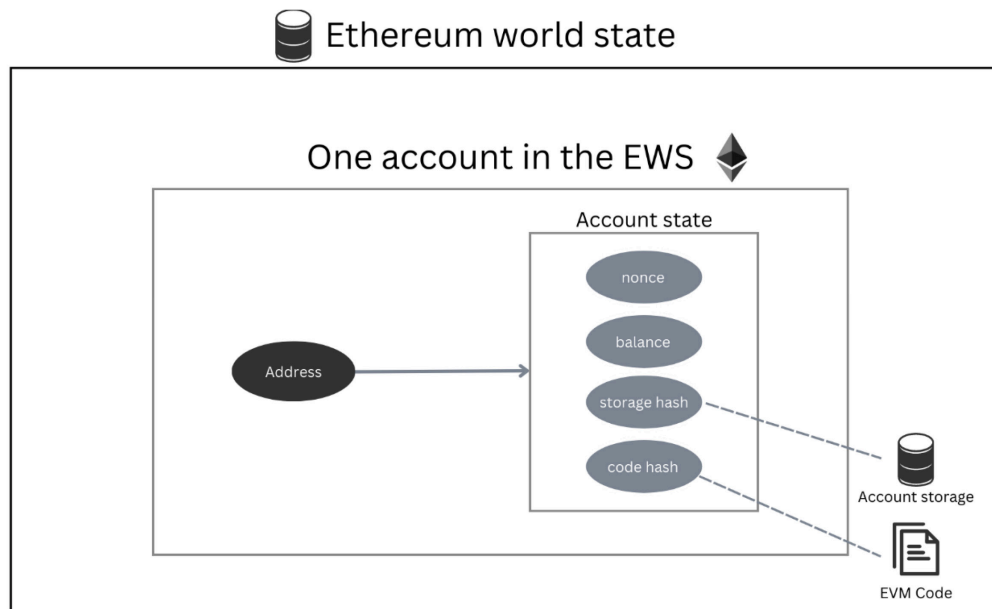 Ethereum world state
One account in the EWS
Account state
nonce
balance
Address
storage hash
code hash
Account storage
EVM Code